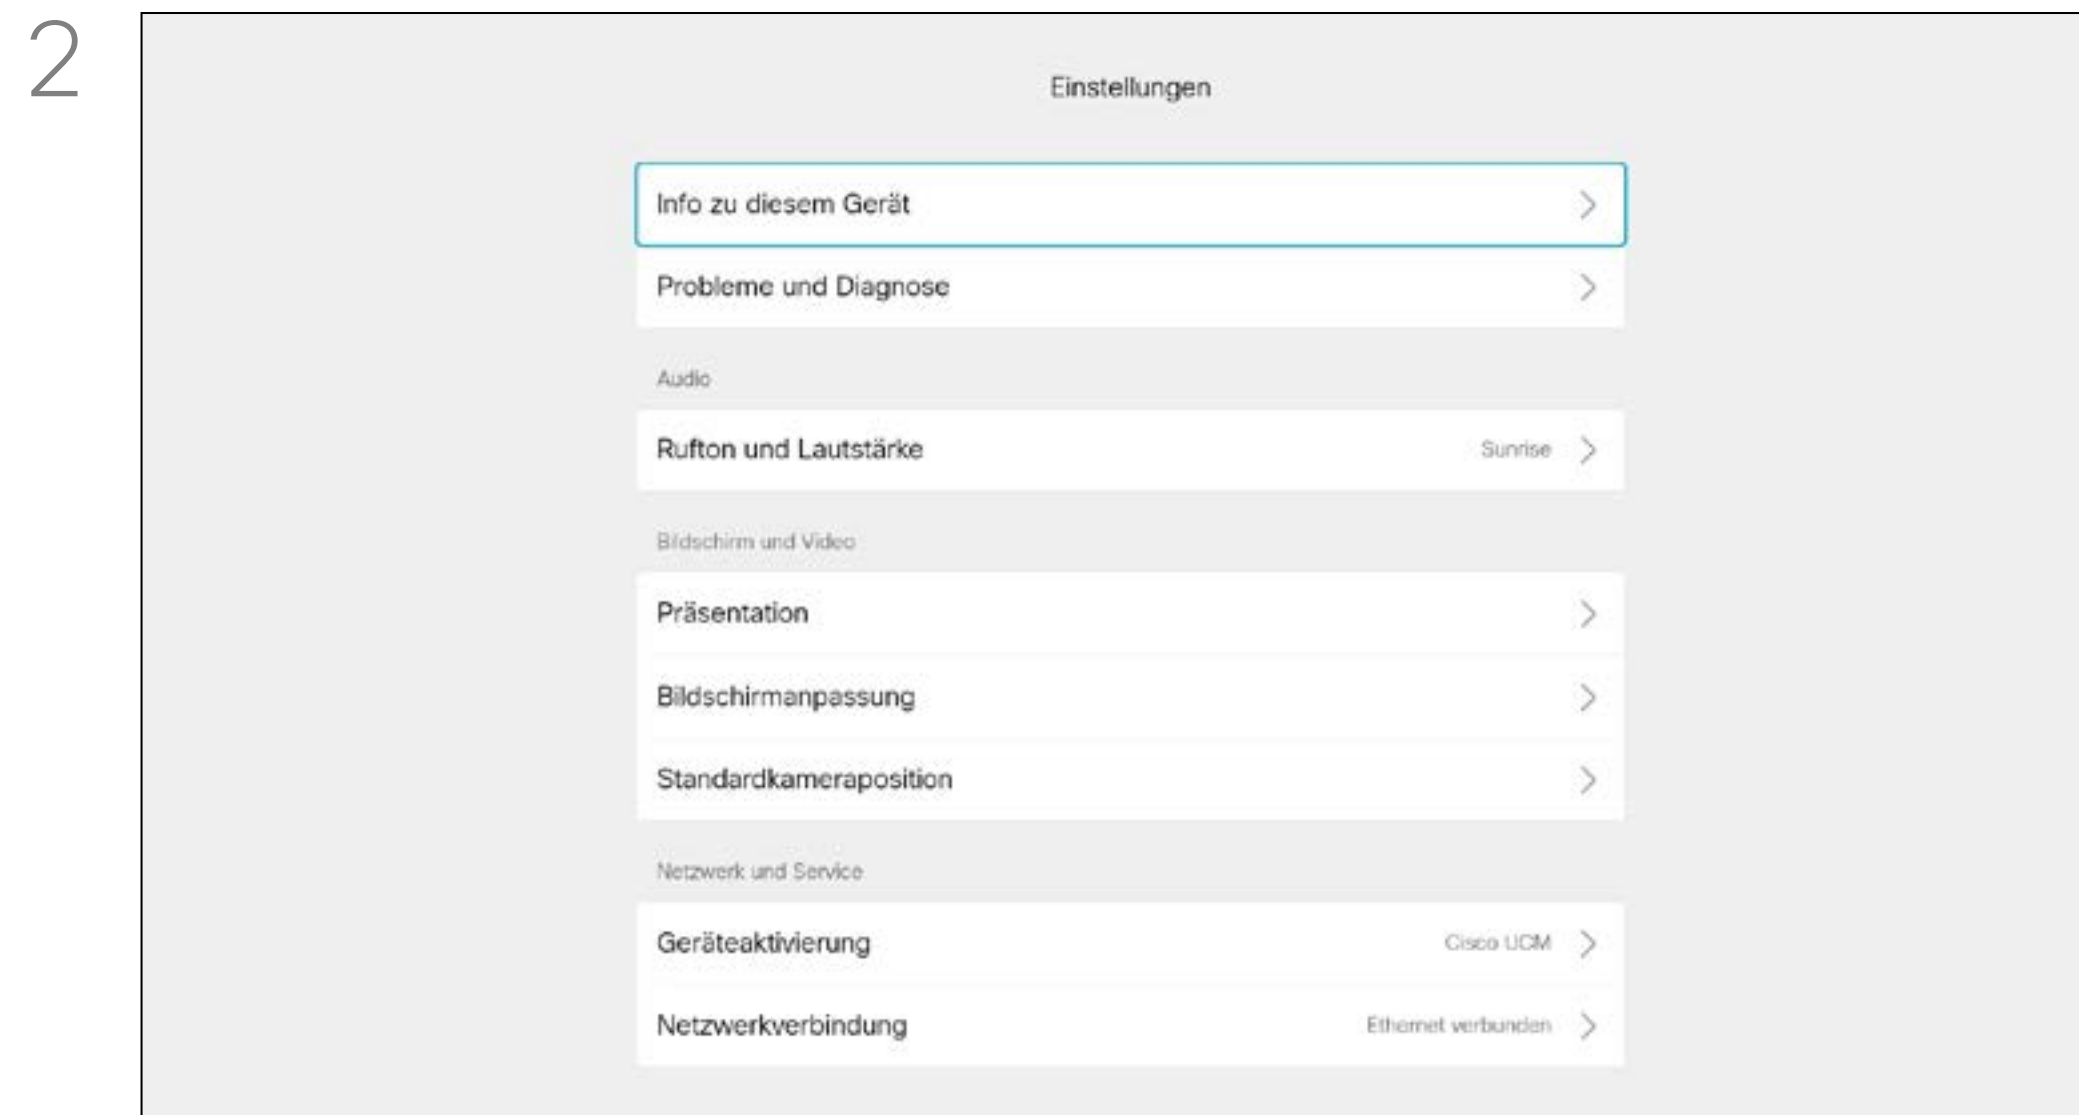 2
Einstellungen
Info zu diesem Gerät
Probleme und Diagnose
Audio
Rufton und Lautstärke Sunrise
Bildschirm und Video
Präsentation
Bildschirmanpassung
Standardkameraposition
Netzwerk und Service
Geräteaktivierung Cisco UCM
Netzwerkverbindung Ethernet verbunden